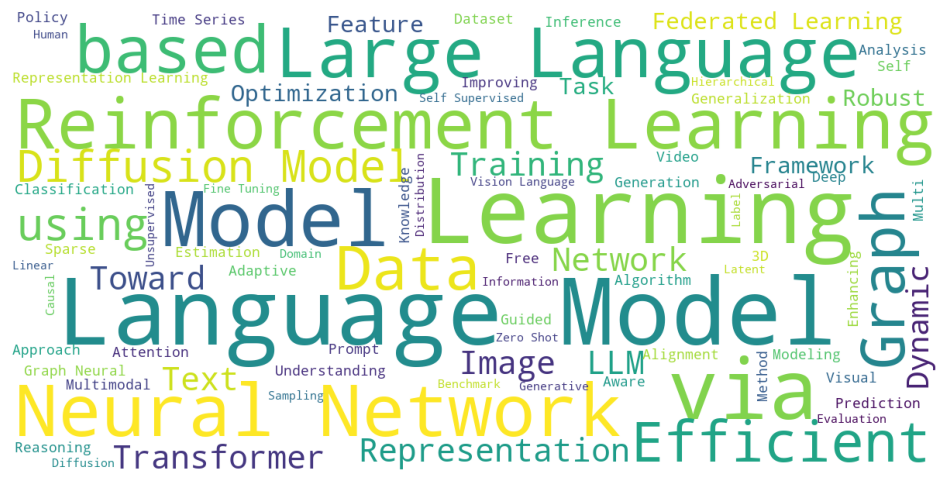 Policy
Time Series
Feature
Dataset
Inference
Federated Learning
Human
based
Large Language
Analysis
Self
Representation Learning
Improving
Task
Hierarchical
Optimization
Self Supervised
Generalization
Robust
Reinforcement Learning
Diffusion Model
Training
Video
Framework
Classification
Unsupervised
Fine Tuning
Knowledge
Distribution
Vision Language
Generation
Adversarial
Deep
Multi
using
Model
Learning
Label
Graph
Sparse
Estimation
Domain
Data
Free
Network
3D
Linear
Causal
Toward
Adaptive
Information
Algorithm
Latent
Enhancing
Dynamic
Language Model
Guided
Zero Shot
Approach
Attention
Prompt
Image
LLM
Alignment
Modeling
Graph Neural
Multimodal
Text
Understanding
Benchmark
Generative
Aware
via
Method
Visual
Sampling
Neural Network
Prediction
Evaluation
Reasoning
Diffusion
Transformer
Representation
Efficient